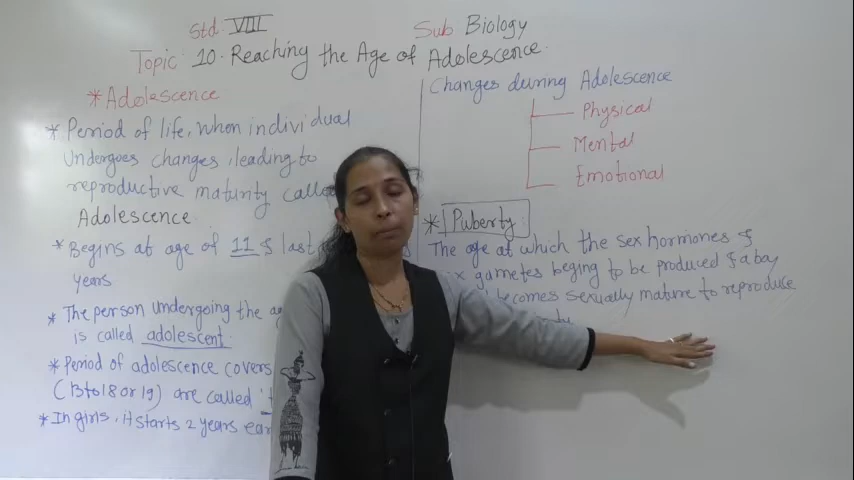 Std VIII Sub Biology
Topic: 10. Reaching the Age of Adolescence.
* Adolescence
* Period of life, when individual
undergoes changes, leading to
reproductive maturity
Adolescence.
* Begins at age of 11 & last
years
* The person undergoing the
is called adolescent.
* Period of adolescence covers
(13 to 18 or 19) are called
* In girls, it starts 2 years
Changes during Adolescence
Physical
Mental
Emotional
* Puberty
The age at which the sex hormones &
gametes beging to be produced & a boy
becomes sexually mature to reproduce